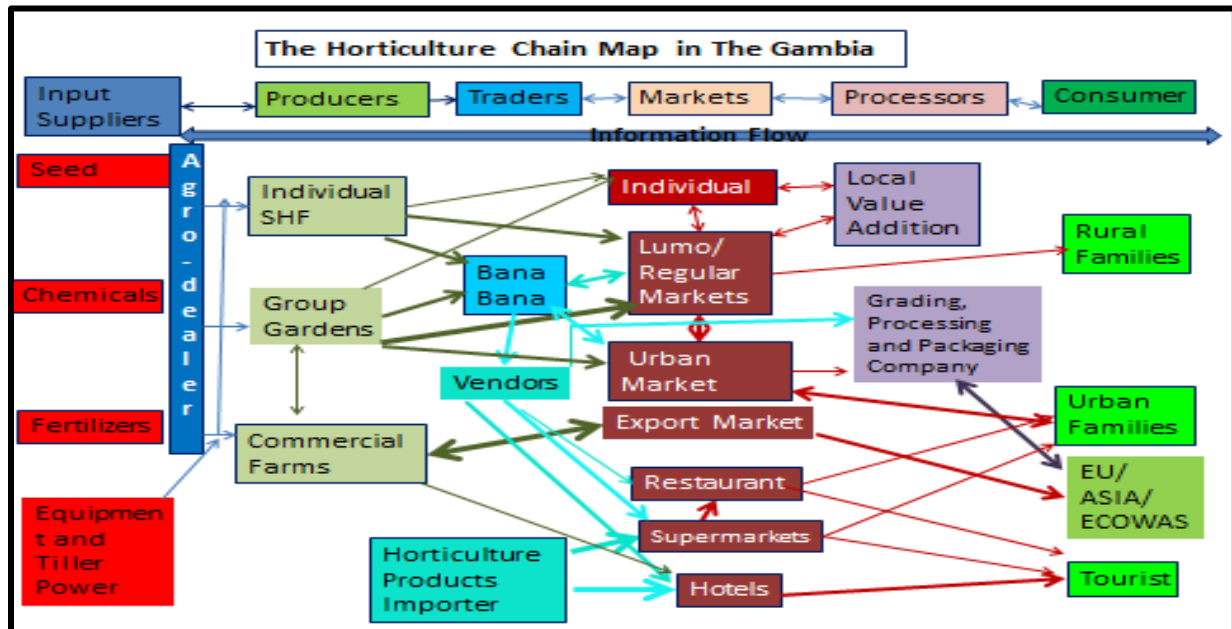 The Horticulture Chain Map in The Gambia
Input
Suppliers
Producers
Traders
Markets
Processors
Consumer
Information Flow
Seed
Chemicals
Fertilizers
Equipmen
t and
Tiller
Power
Agro-dealer
Individual
SHF
Group
Gardens
Commercial
Farms
Bana
Bana
Vendors
Horticulture
Products
Importer
Individual
Lumo/
Regular
Markets
Urban
Market
Export Market
Restaurant
Supermarkets
Hotels
Local
Value
Addition
Grading,
Processing
and Packaging
Company
Rural
Families
Urban
Families
EU/
ASIA/
ECOWAS
Tourist